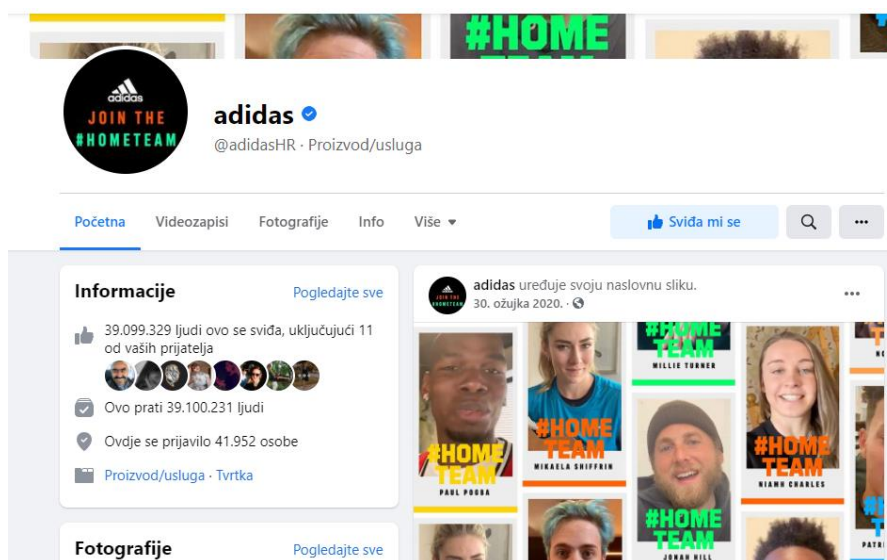 #HOME
adidas
JOIN THE
#HOMETEAM
adidas
@adidasHR · Proizvod/usluga
Početna Videozapisi Fotografije Info Više
Sviđa mi se
Informacije
Pogledajte sve
39.099.329 ljudi ovo se sviđa, uključujući 11
od vaših prijatelja
Ovo prati 39.100.231 ljudi
Ovdje se prijavilo 41.952 osobe
Proizvod/usluga · Tvrtka
Fotografije
Pogledajte sve
adidas uređuje svoju naslovnu sliku.
30. ožujka 2020. ·
#HOME
TEAM
PAUL POGBA
#HOME
TEAM
MIKAELA SHIFFRIN
#HOME
TEAM
MILLIE TURNER
#HOME
TEAM
JONAH HILL
#HOME
TEAM
NIAMH CHARLES